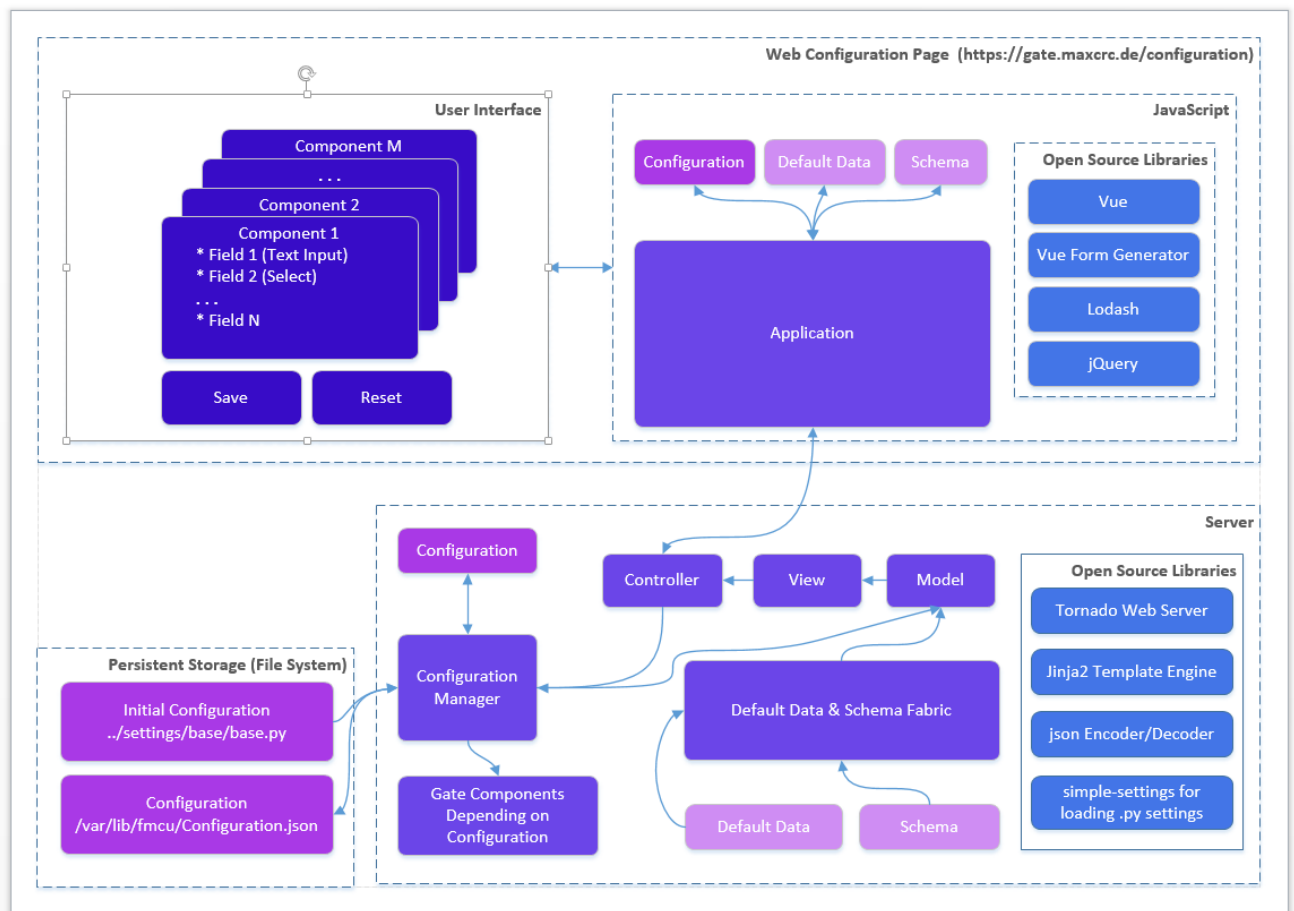 Web Configuration Page (https://gate.maxcrc.de/configuration)
User Interface
Component M
. . .
Component 2
Component 1
* Field 1 (Text Input)
* Field 2 (Select)
. . .
* Field N
Save
Reset
JavaScript
Configuration
Default Data
Schema
Application
Open Source Libraries
Vue
Vue Form Generator
Lodash
jQuery
Server
Configuration
Controller
View
Model
Configuration
Manager
Default Data & Schema Fabric
Gate Components
Depending on
Configuration
Default Data
Schema
Open Source Libraries
Tornado Web Server
Jinja2 Template Engine
json Encoder/Decoder
simple-settings for
loading .py settings
Persistent Storage (File System)
Initial Configuration
../settings/base/base.py
Configuration
/var/lib/fmcu/Configuration.json